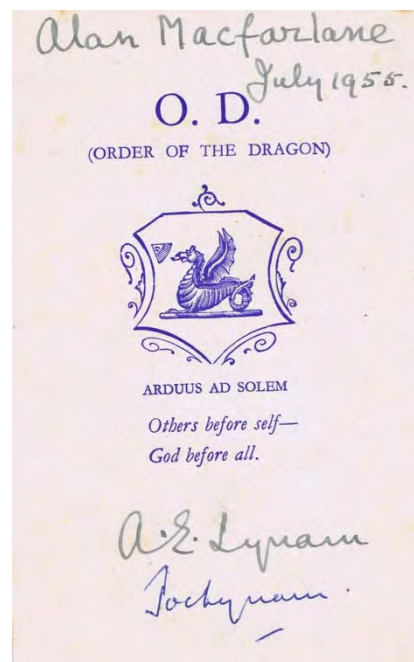 Alan Macfarlane
July 1955.
O. D.
(ORDER OF THE DRAGON)
ARDUUS AD SOLEM
Others before self—
God before all.
A. E. Lynam
Joc Lynam.